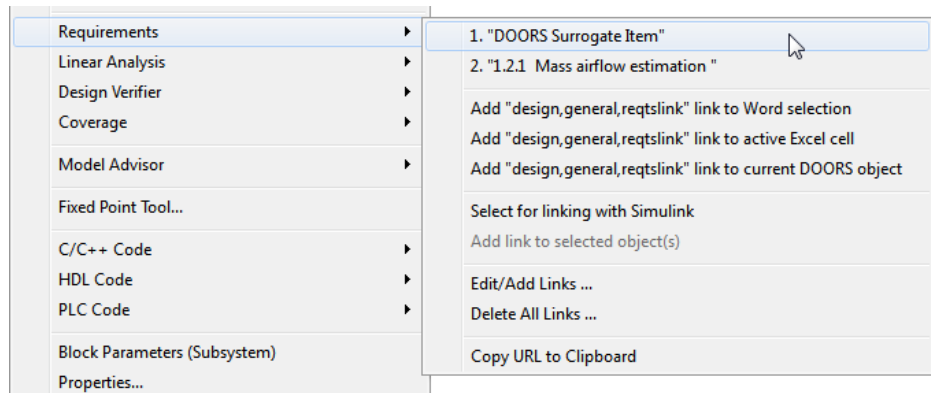 Requirements
Linear Analysis
Design Verifier
Coverage
Model Advisor
Fixed Point Tool...
C/C++ Code
HDL Code
PLC Code
Block Parameters (Subsystem)
Properties...
1. "DOORS Surrogate Item"
2. "1.2.1  Mass airflow estimation "
Add "design,general,reqtslink" link to Word selection
Add "design,general,reqtslink" link to active Excel cell
Add "design,general,reqtslink" link to current DOORS object
Select for linking with Simulink
Add link to selected object(s)
Edit/Add Links ...
Delete All Links ...
Copy URL to Clipboard